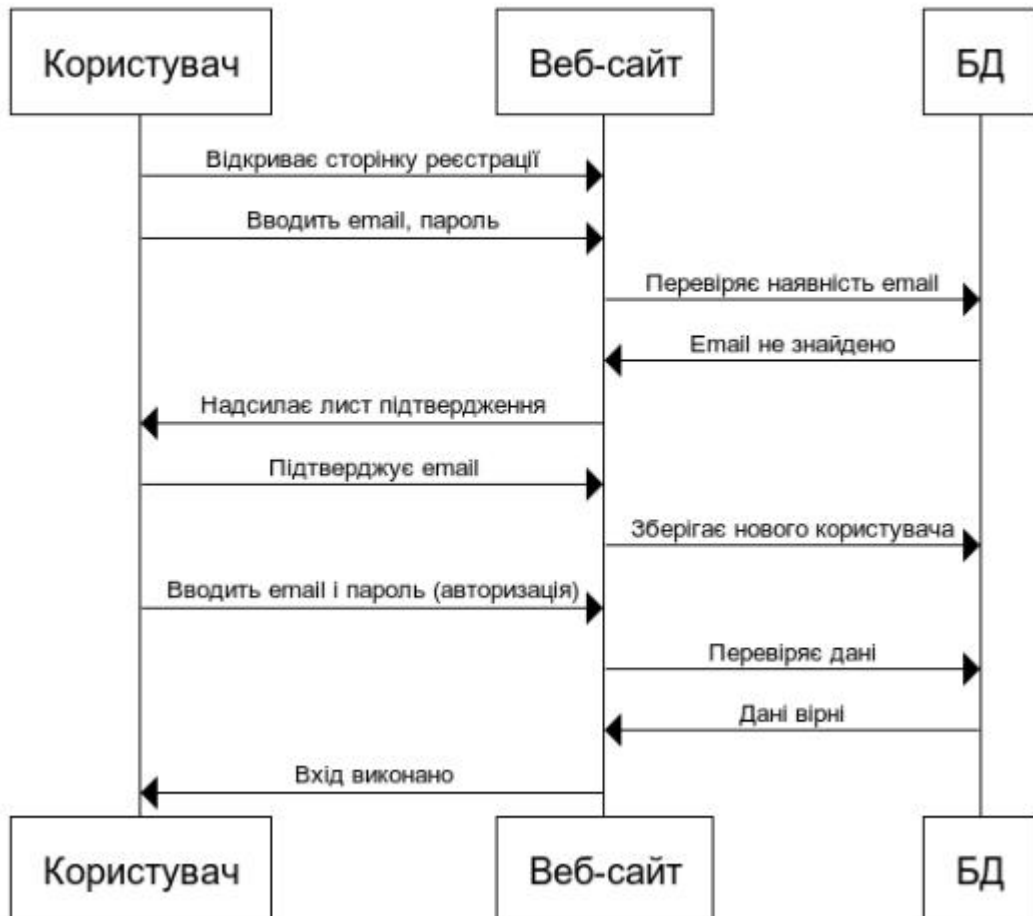 Користувач
Веб-сайт
БД
Відкриває сторінку реєстрації
Вводить email, пароль
Перевіряє наявність email
Email не знайдено
Надсилає лист підтвердження
Підтверджує email
Зберігає нового користувача
Вводить email і пароль (авторизація)
Перевіряє дані
Дані вірні
Вхід виконано
Користувач
Веб-сайт
БД